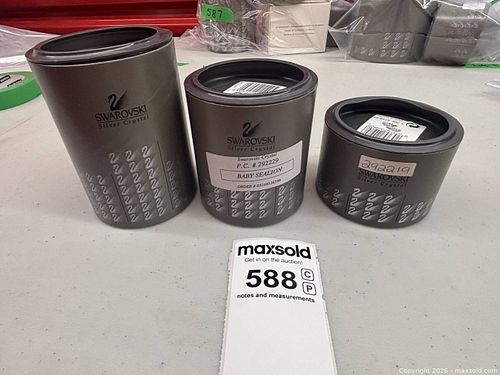 587
SWAROVSKI
Silver Crystal
SWAROVSKI
Silver Crystal
Swarovski Crystal
P.C. # 292229
BABY SEALION
292219
SWAROVSKI
Silver Crystal
maxsold
Get in on the auction!
588
C
P
notes and measurements
Copyright 2026 - maxsold.com